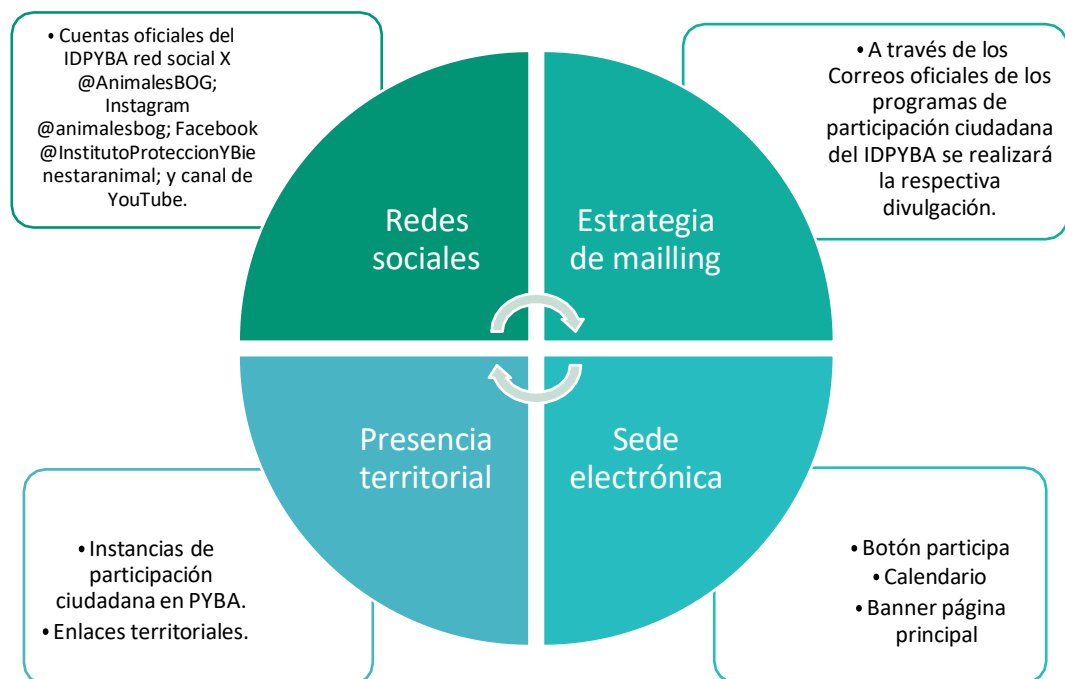 • Cuentas oficiales del
IDPYBA red social X
@AnimalesBOG;
Instagram
@animalesbog; Facebook
@InstitutoProteccionYBie
nestaranimal; y canal de
YouTube.
Redes
sociales
Estrategia
de mailling
• A través de los
Correos oficiales de los
programas de
participación ciudadana
del IDPYBA se realizará
la respectiva
divulgación.
Presencia
territorial
Sede
electrónica
• Instancias de
participación
ciudadana en PYBA.
• Enlaces territoriales.
• Botón participa
• Calendario
• Banner página
principal